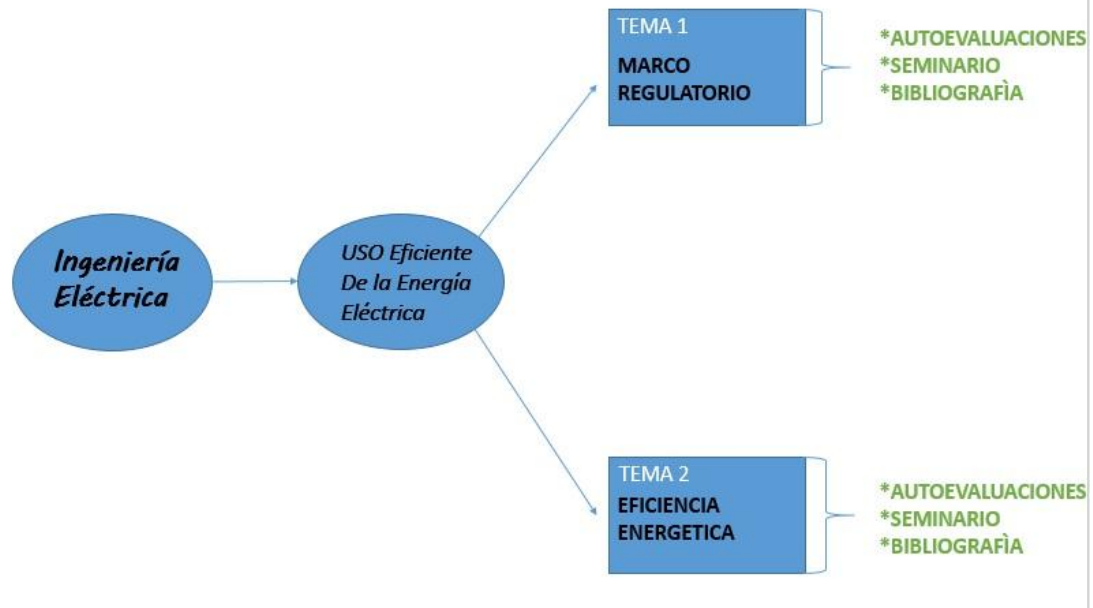 Ingeniería
Eléctrica
USO Eficiente
De la Energía
Eléctrica
TEMA 1
MARCO
REGULATORIO
*AUTOEVALUACIONES
*SEMINARIO
*BIBLIOGRAFÌA
TEMA 2
EFICIENCIA
ENERGETICA
*AUTOEVALUACIONES
*SEMINARIO
*BIBLIOGRAFÌA